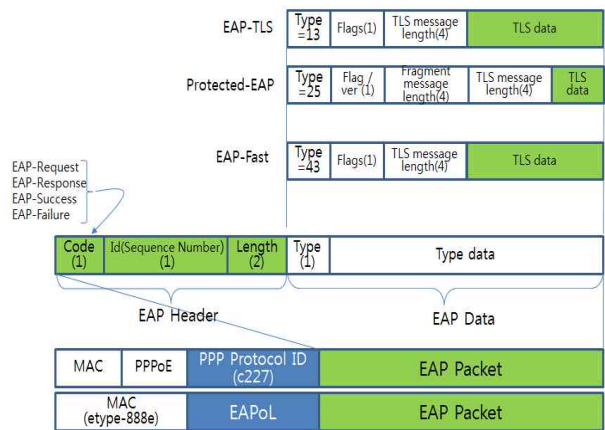 EAP-TLS
Type
=13
Flags(1)
TLS message
length(4)
TLS data
Protected-EAP
Type
=25
Flag /
ver (1)
Fragment
message
length(4)
TLS message
length(4)
TLS
data
EAP-Fast
Type
=43
Flags(1)
TLS message
length(4)
TLS data
EAP-Request
EAP-Response
EAP-Success
EAP-Failure
Code
(1)
Id(Sequence Number)
(1)
Length
(2)
Type
(1)
Type data
EAP Header
EAP Data
MAC
PPPoE
PPP Protocol ID
(c227)
EAP Packet
MAC
(etype-888e)
EAPoL
EAP Packet